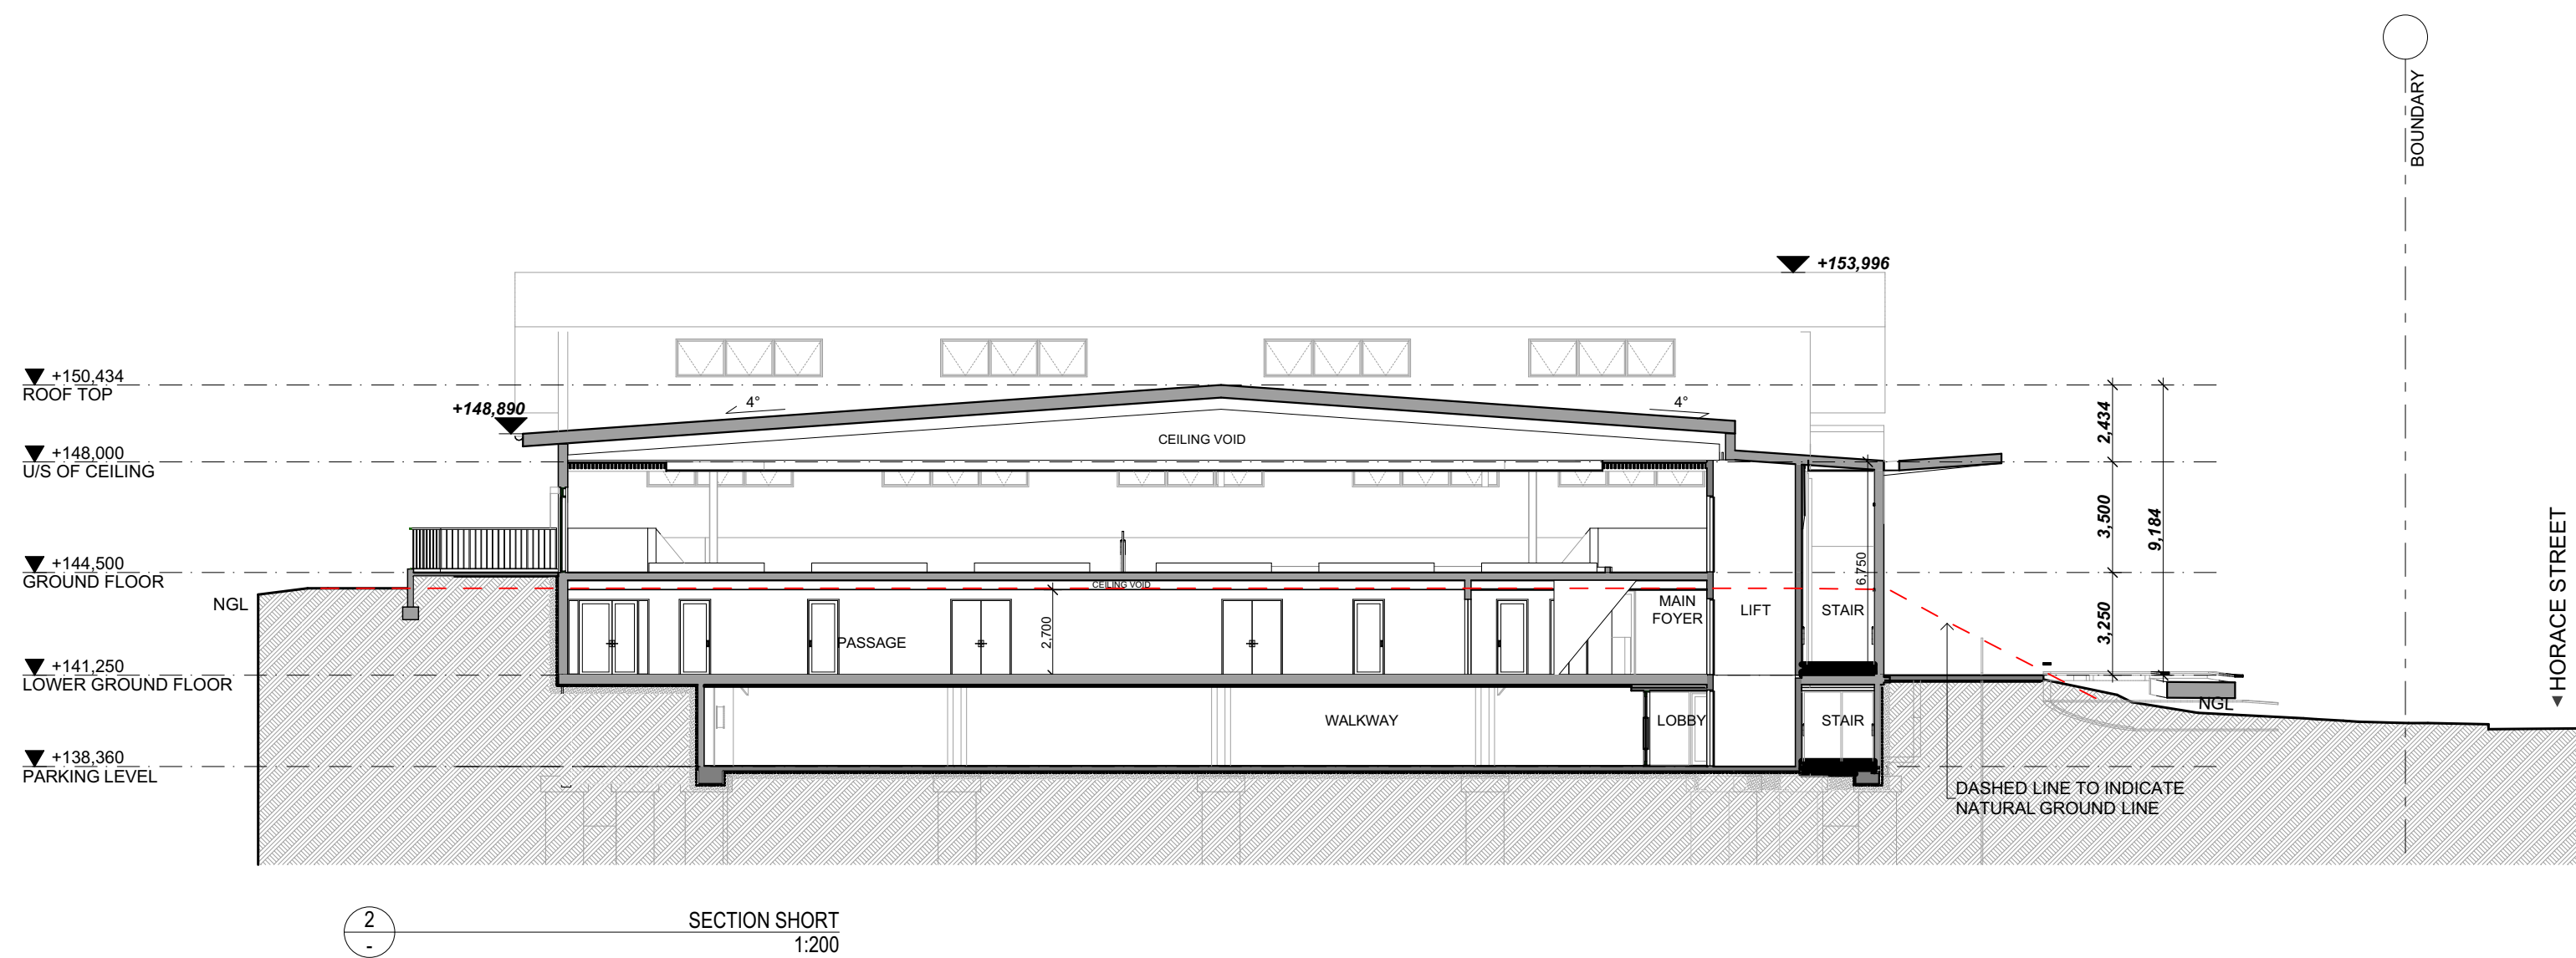 BOUNDARY
+153,996
+150,434
ROOF TOP
+148,890
4°
4°
CEILING VOID
2,434
+148,000
U/S OF CEILING
3,500
9,184
HORACE STREET
+144,500
GROUND FLOOR
6,750
CEILING VOID
NGL
MAIN
FOYER
LIFT
STAIR
3,250
PASSAGE
2,700
+141,250
LOWER GROUND FLOOR
NGL
WALKWAY
LOBBY
STAIR
+138,360
PARKING LEVEL
DASHED LINE TO INDICATE
NATURAL GROUND LINE
2
-
SECTION SHORT
1:200